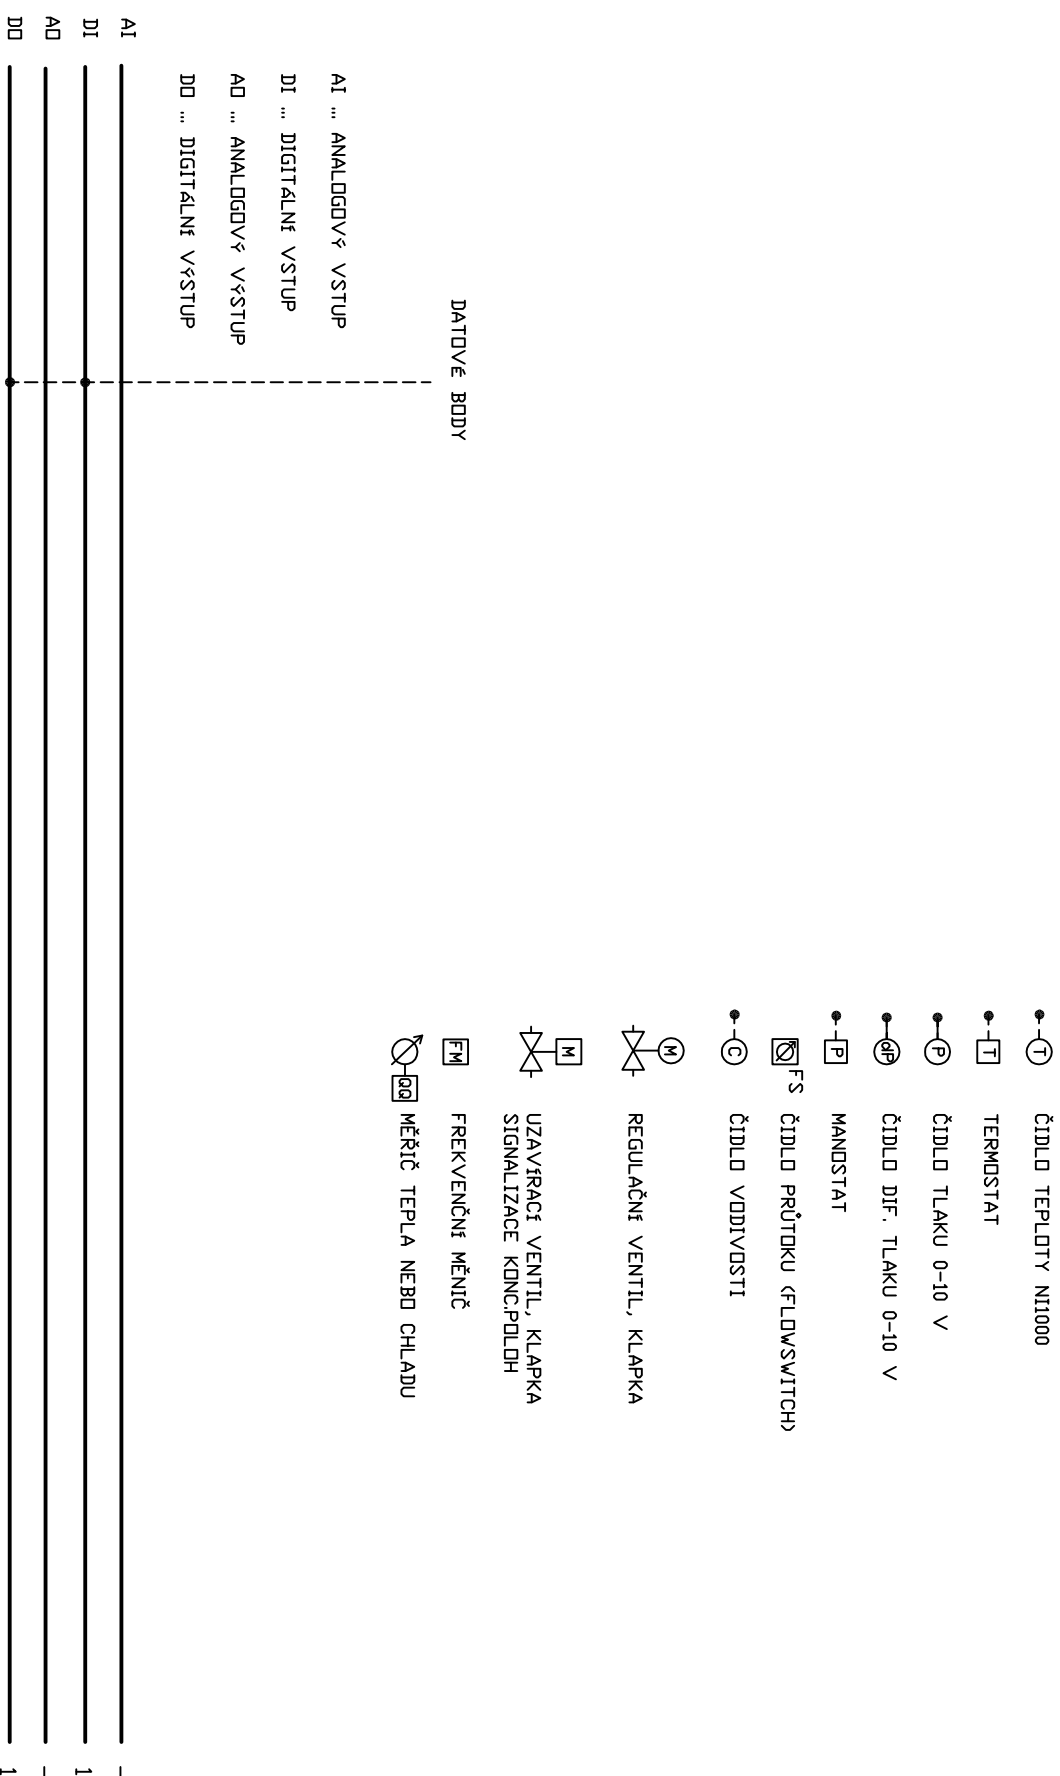 T ČIDLO TEPLOTY NI1000
T TERMOSTAT
P ČIDLO TLAKU 0-10 V
dP ČIDLO DIF. TLAKU 0-10 V
P MANOSTAT
FS ČIDLO PRŮTOKU (FLOWSWITCH)
C ČIDLO VODIVOSTI
M REGULAČNÍ VENTIL, KLAPKA
M UZAVÍRACÍ VENTIL, KLAPKA
SIGNALIZACE KONC.POLOH
FM FREKVENČNÍ MĚNIČ
QQ MĚŘIČ TEPLA NEBO CHLADU
DATOVÉ BODY
AI ... ANALOGOVÝ VSTUP
DI ... DIGITÁLNÍ VSTUP
AO ... ANALOGOVÝ VÝSTUP
DO ... DIGITÁLNÍ VÝSTUP
AI -
DI 1
AO -
DO 1